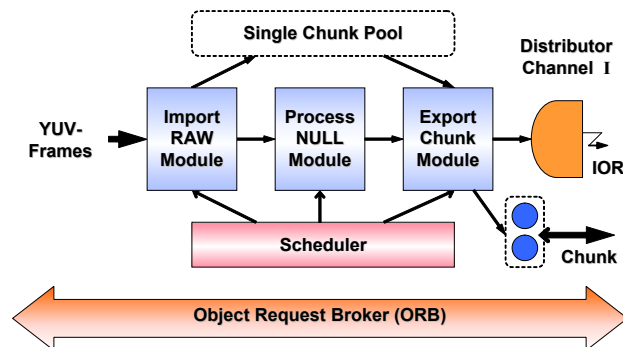 Single Chunk Pool
Distributor
Channel I
YUV-
Frames
Import
RAW
Module
Process
NULL
Module
Export
Chunk
Module
IOR
Scheduler
Chunk
Object Request Broker (ORB)